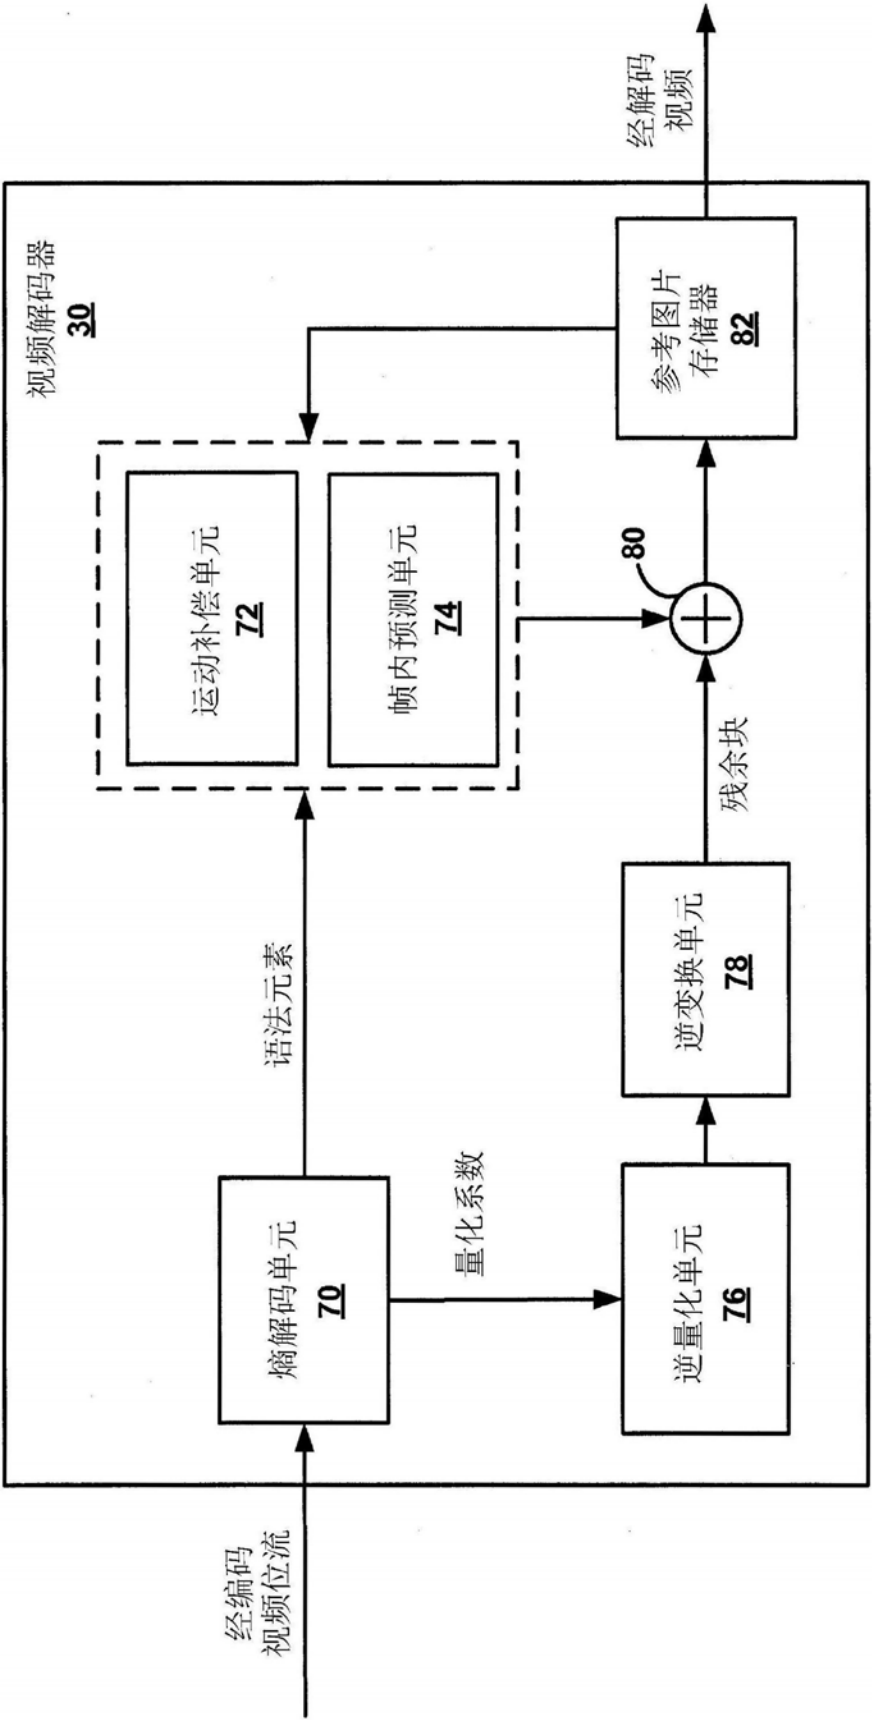 视频解码器
30
经编码
视频位流
熵解码单元
70
语法元素
量化系数
运动补偿单元
72
帧内预测单元
74
逆量化单元
76
逆变换单元
78
残余块
80
参考图片
存储器
82
经解码
视频